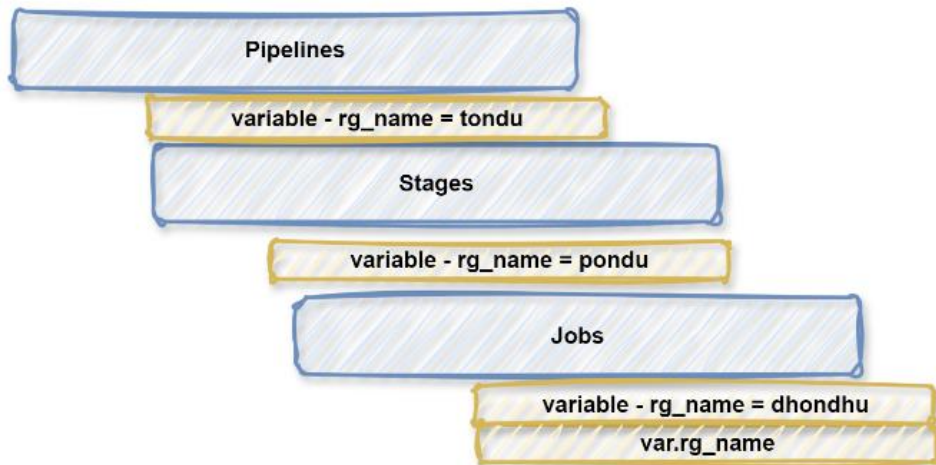 Pipelines
variable - rg_name = tondu
Stages
variable - rg_name = pondu
Jobs
variable - rg_name = dhondhu
var.rg_name